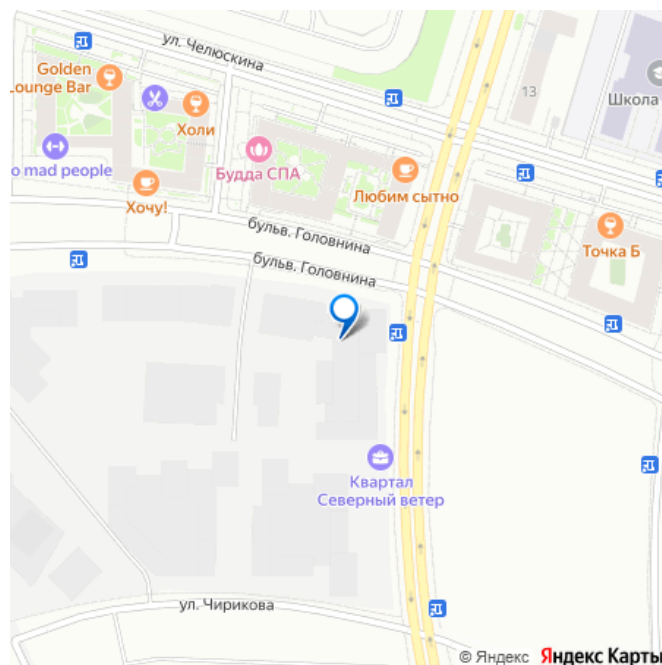 ул. Челюскина
Golden
Lounge Bar
13
Школа
Холи
o mad people
Будда СПА
Любим сытно
Хочу!
бульв. Головнина
Точка Б
бульв. Головнина
Квартал
Северный ветер
ул. Чирикова
© Яндекс Яндекс Карты